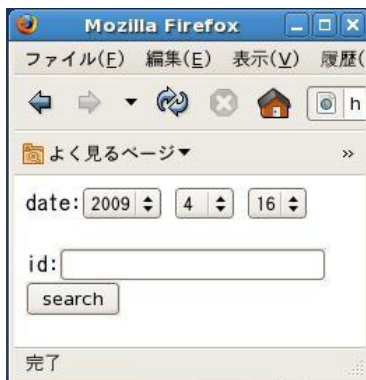 Mozilla Firefox
ファイル(F) 編集(E) 表示(V) 履歴(
h
よく見るページ▼ »
date: 2009 4 16
id:
search
完了